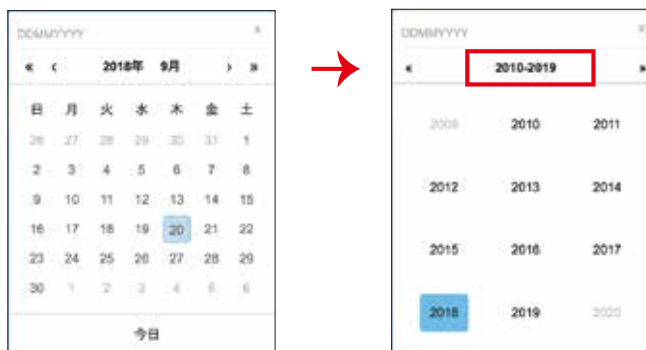 DDMMYYYY x
« ‹ 2018年 9月 › »
日 月 火 水 木 金 土
26 27 28 29 30 31 1
2 3 4 5 6 7 8
9 10 11 12 13 14 15
16 17 18 19 20 21 22
23 24 25 26 27 28 29
30 1 2 3 4 5 6
今日
DDMMYYYY x
« 2010-2019 »
2009 2010 2011
2012 2013 2014
2015 2016 2017
2018 2019 2020